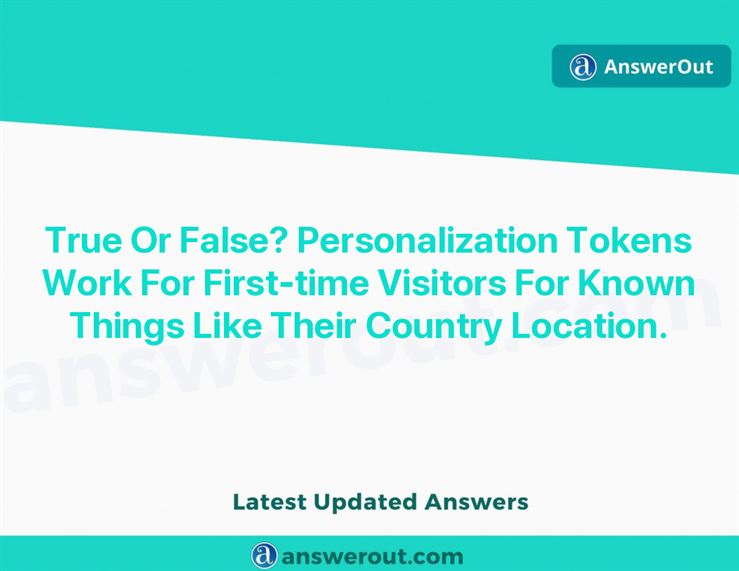 AnswerOut
True Or False? Personalization Tokens
Work For First-time Visitors For Known
Things Like Their Country Location.
answerout.com
Latest Updated Answers
answerout.com